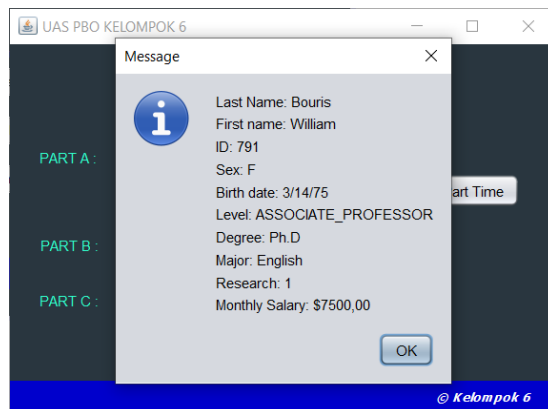 UAS PBO KELOMPOK 6
Message
Last Name: Bouris
First name: William
ID: 791
Sex: F
Birth date: 3/14/75
Level: ASSOCIATE_PROFESSOR
Degree: Ph.D
Major: English
Research: 1
Monthly Salary: $7500,00
OK
PART A :
art Time
PART B :
PART C :
© Kelompok 6